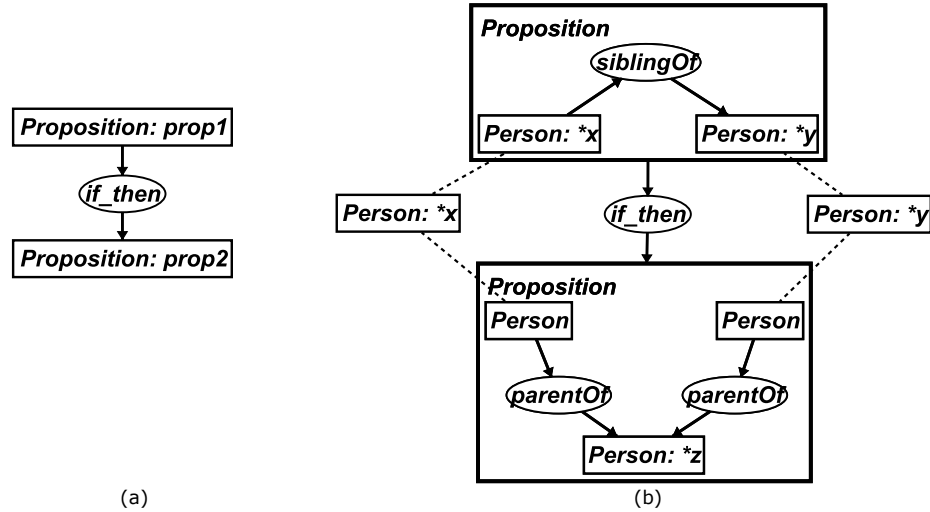 Proposition: prop1
if_then
Proposition: prop2
(a)
Proposition
siblingOf
Person: *x
Person: *y
Person: *x
if_then
Person: *y
Proposition
Person
Person
parentOf
parentOf
Person: *z
(b)